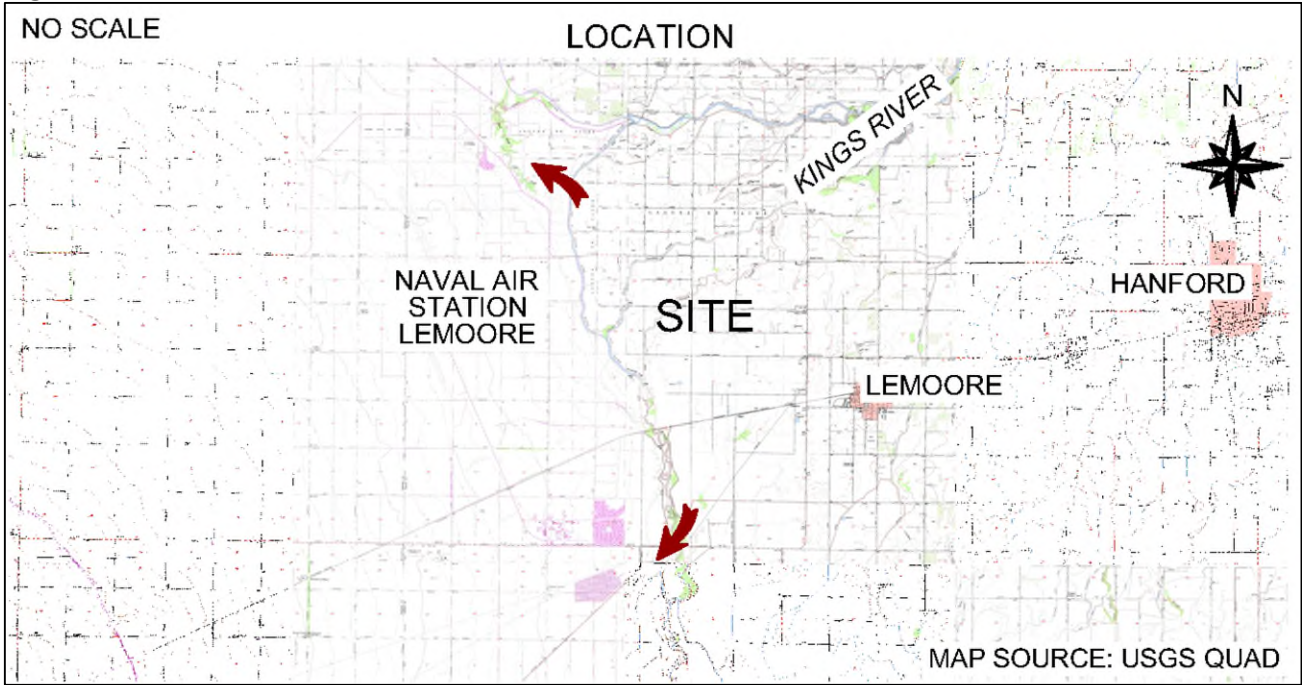 NO SCALE
LOCATION
KINGS RIVER
N
NAVAL AIR
STATION
LEMOORE
SITE
HANFORD
LEMOORE
MAP SOURCE: USGS QUAD